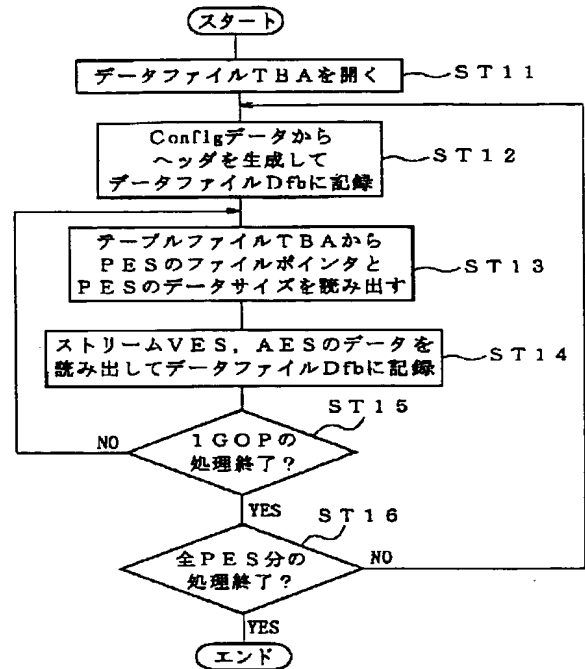 スタート
データファイルTBAを開く
ST11
Configデータから
ヘッダを生成して
データファイルDfbに記録
ST12
テーブルファイルTBAから
PESのファイルポインタと
PESのデータサイズを読み出す
ST13
ストリームVES，AESのデータを
読み出してデータファイルDfbに記録
ST14
ST15
NO
1GOPの
処理終了？
YES
ST16
全PES分の
処理終了？
NO
YES
エンド